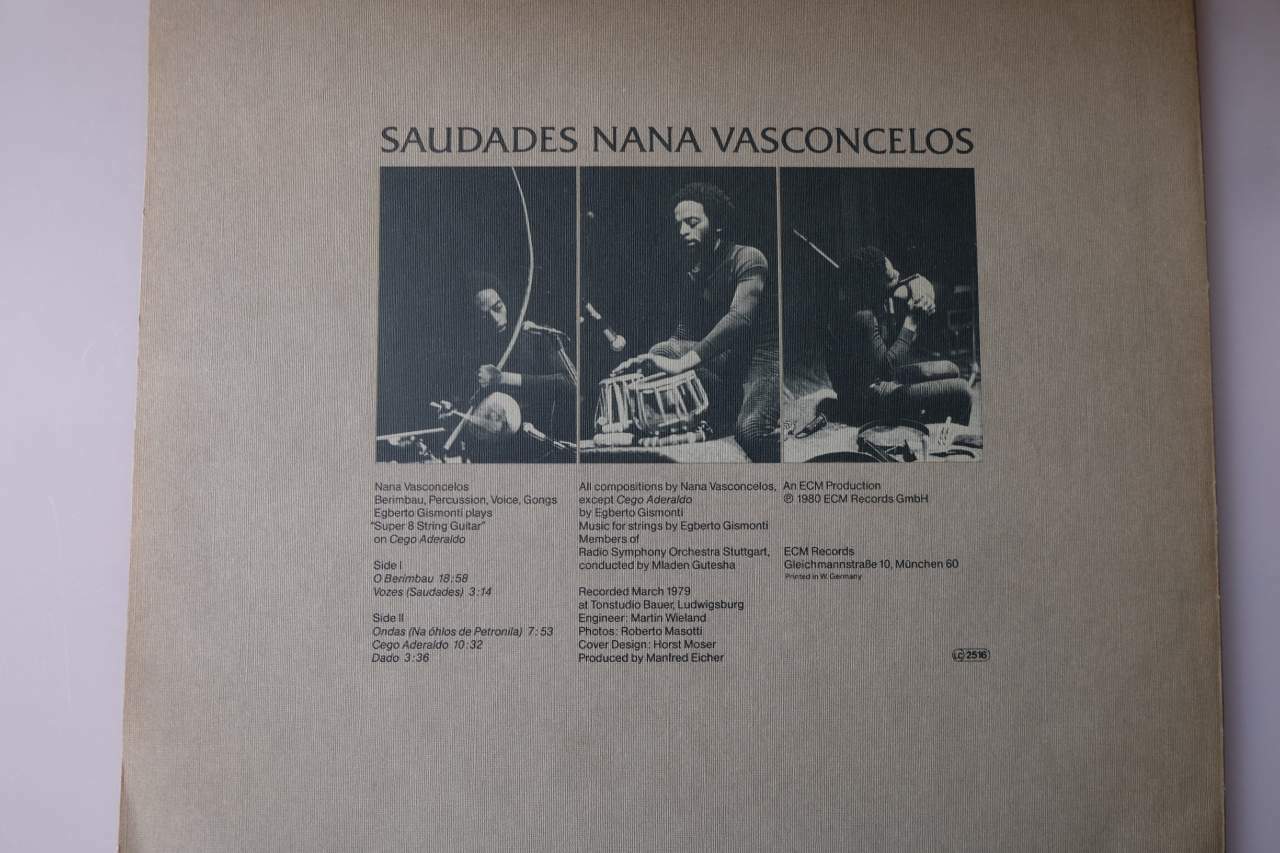 SAUDADES NANA VASCONCELOS
Nana Vasconcelos
Berimbau, Percussion, Voice, Gongs
Egberto Gismonti plays
"Super 8 String Guitar"
on Cego Aderaldo
Side I
O Berimbau 18:58
Vozes (Saudades) 3:14
Side II
Ondas (Na óhlos de Petronila) 7:53
Cego Aderaldo 10:32
Dado 3:36
All compositions by Nana Vasconcelos,
except Cego Aderaldo
by Egberto Gismonti
Music for strings by Egberto Gismonti
Members of
Radio Symphony Orchestra Stuttgart,
conducted by Mladen Gutesha
Recorded March 1979
at Tonstudio Bauer, Ludwigsburg
Engineer: Martin Wieland
Photos: Roberto Masotti
Cover Design: Horst Moser
Produced by Manfred Eicher
An ECM Production
℗ 1980 ECM Records GmbH
ECM Records
Gleichmannstraße 10, München 60
Printed in W. Germany
LC 2516